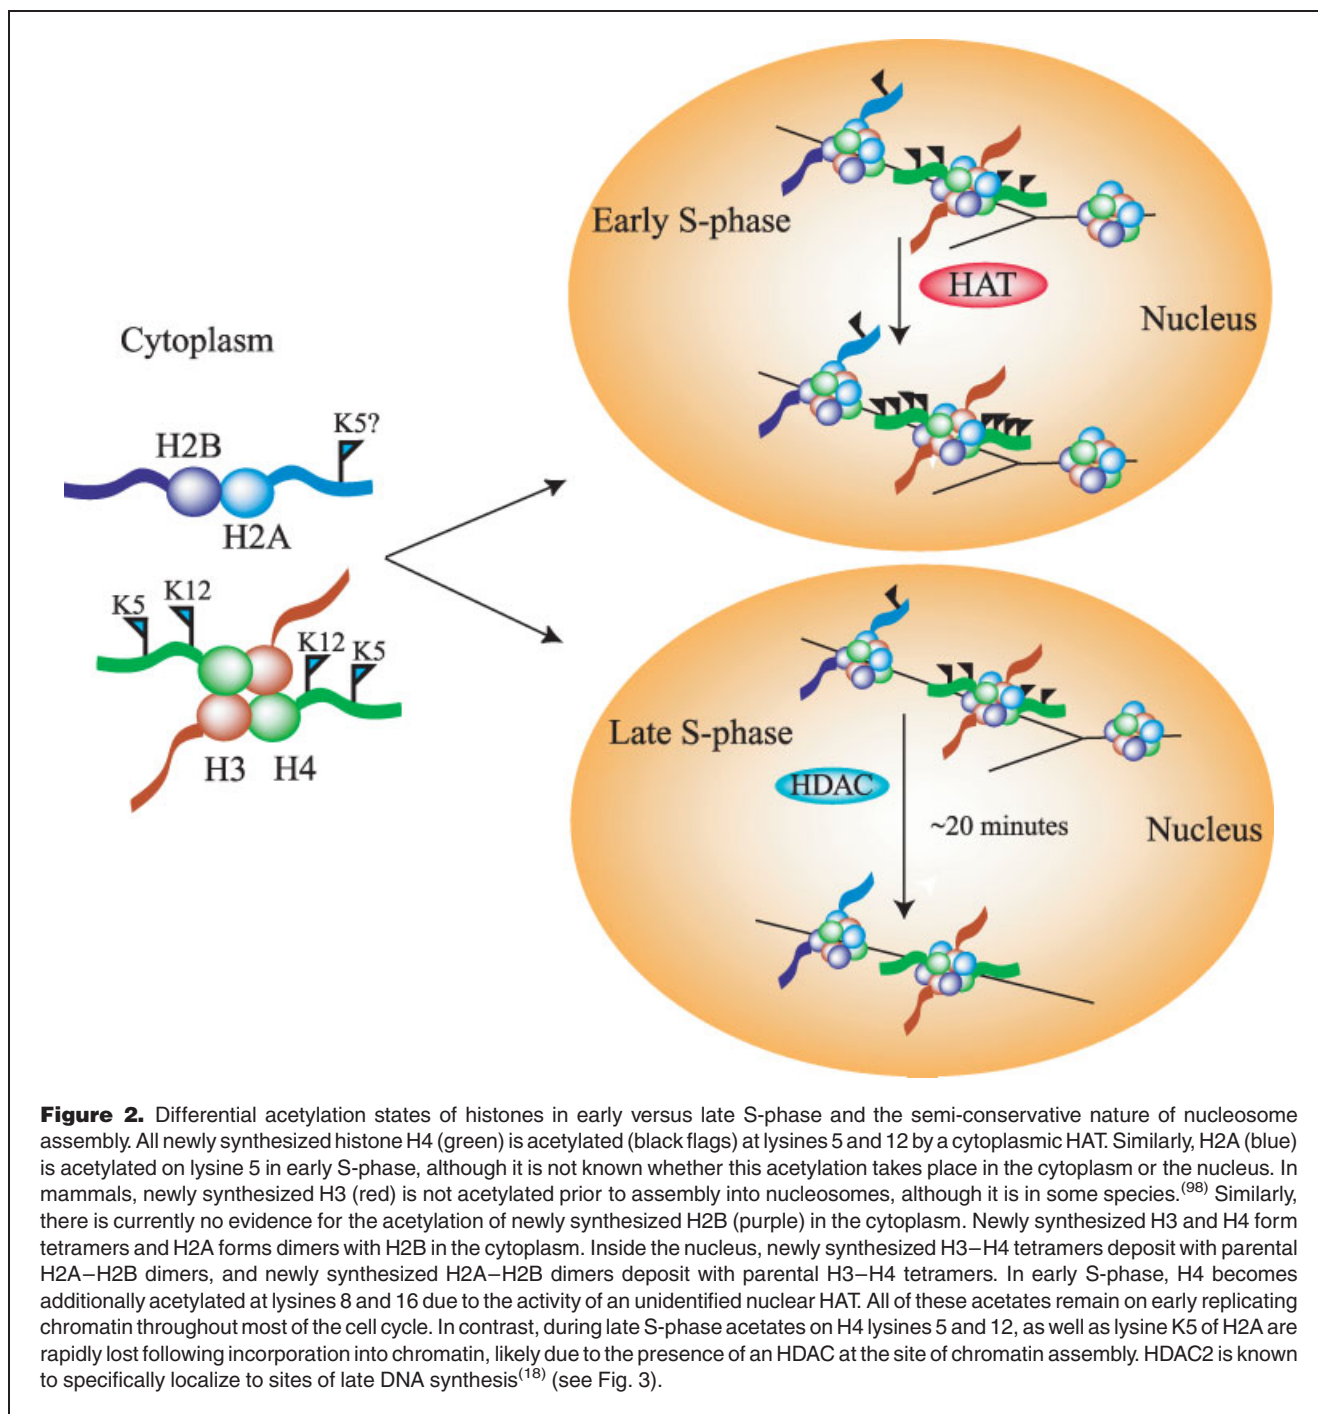 Early S-phase
HAT
Nucleus
Cytoplasm
K5?
H2B
H2A
K12
K5
K12
K5
H3 H4
Late S-phase
HDAC
~20 minutes
Nucleus
Figure 2. Differential acetylation states of histones in early versus late S-phase and the semi-conservative nature of nucleosome
assembly. All newly synthesized histone H4 (green) is acetylated (black flags) at lysines 5 and 12 by a cytoplasmic HAT. Similarly, H2A (blue)
is acetylated on lysine 5 in early S-phase, although it is not known whether this acetylation takes place in the cytoplasm or the nucleus. In
mammals, newly synthesized H3 (red) is not acetylated prior to assembly into nucleosomes, although it is in some species.(98) Similarly,
there is currently no evidence for the acetylation of newly synthesized H2B (purple) in the cytoplasm. Newly synthesized H3 and H4 form
tetramers and H2A forms dimers with H2B in the cytoplasm. Inside the nucleus, newly synthesized H3–H4 tetramers deposit with parental
H2A–H2B dimers, and newly synthesized H2A–H2B dimers deposit with parental H3–H4 tetramers. In early S-phase, H4 becomes
additionally acetylated at lysines 8 and 16 due to the activity of an unidentified nuclear HAT. All of these acetates remain on early replicating
chromatin throughout most of the cell cycle. In contrast, during late S-phase acetates on H4 lysines 5 and 12, as well as lysine K5 of H2A are
rapidly lost following incorporation into chromatin, likely due to the presence of an HDAC at the site of chromatin assembly. HDAC2 is known
to specifically localize to sites of late DNA synthesis(18) (see Fig. 3).